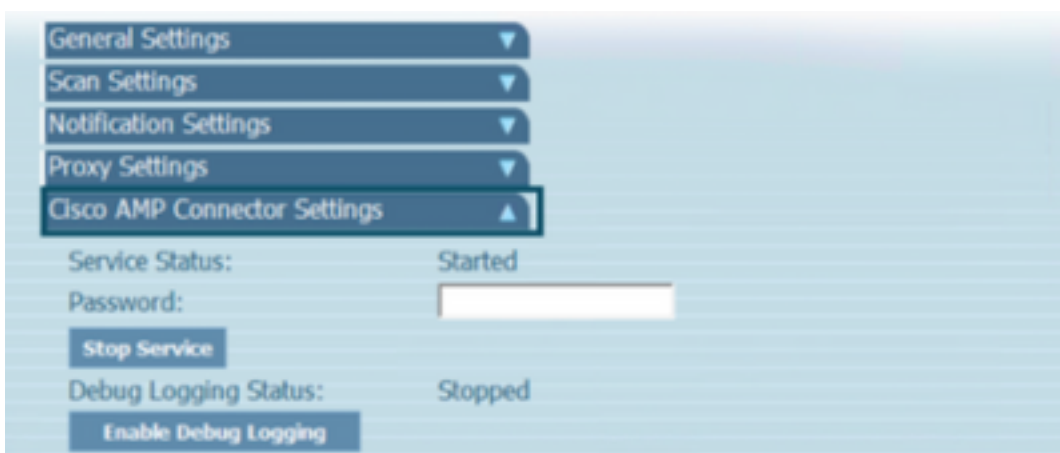 General Settings
Scan Settings
Notification Settings
Proxy Settings
Cisco AMP Connector Settings
Service Status: Started
Password:
Stop Service
Debug Logging Status: Stopped
Enable Debug Logging